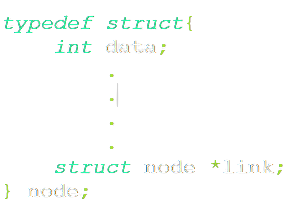 typedef struct{
int data;
.
.
.
.
struct node *link;
} node;